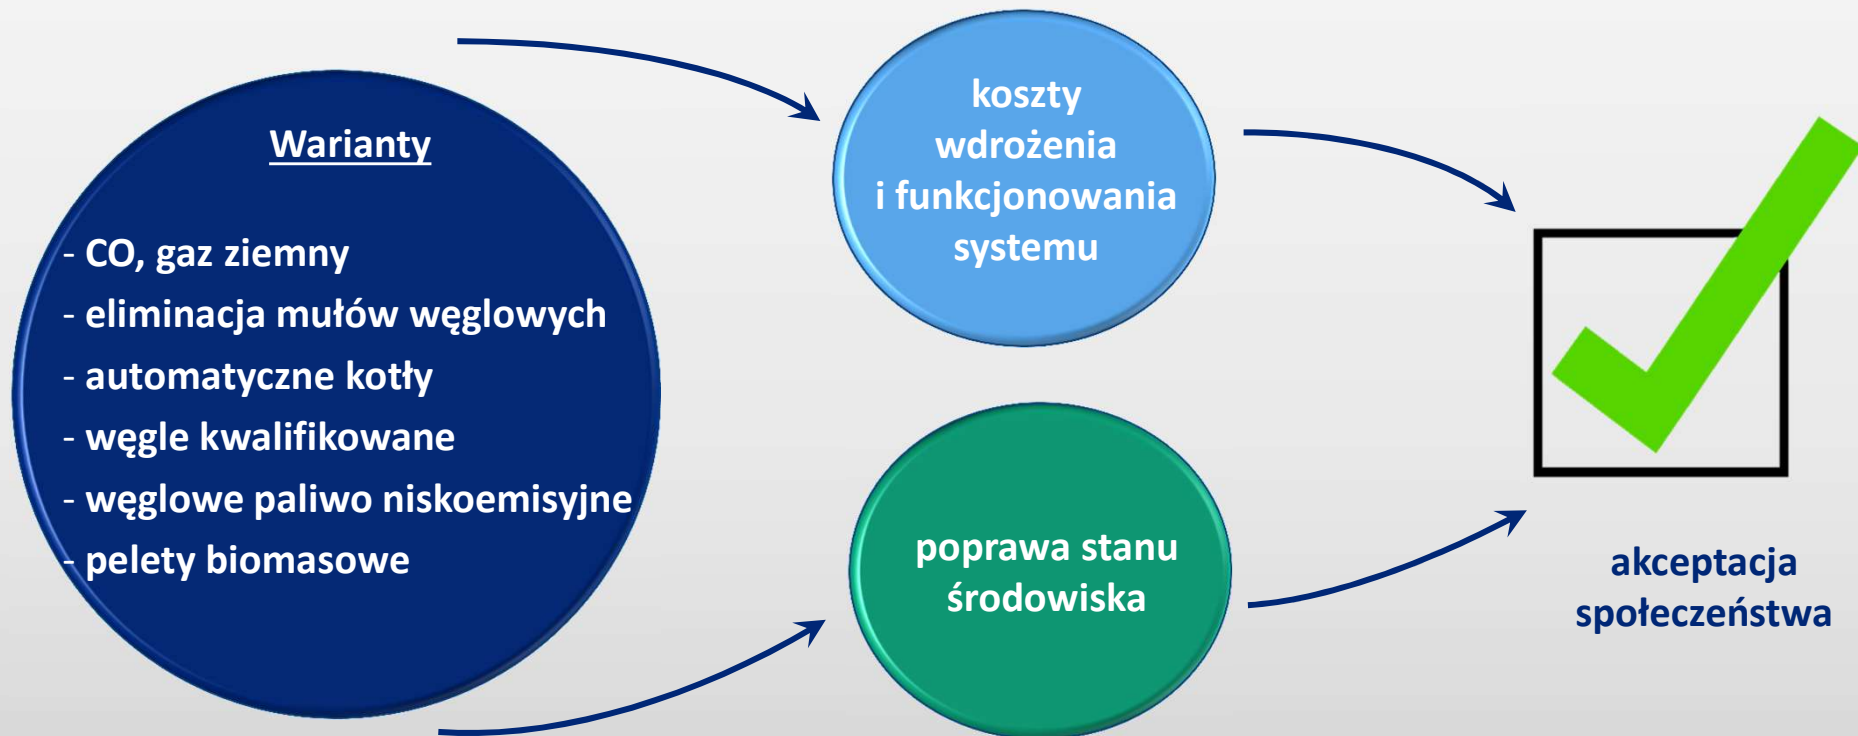 Warianty
- CO, gaz ziemny
- eliminacja mułów węglowych
- automatyczne kotły
- węgle kwalifikowane
- węglowe paliwo niskoemisyjne
- pelety biomasowe
koszty
wdrożenia
i funkcjonowania
systemu
poprawa stanu
środowiska
akceptacja
społeczeństwa